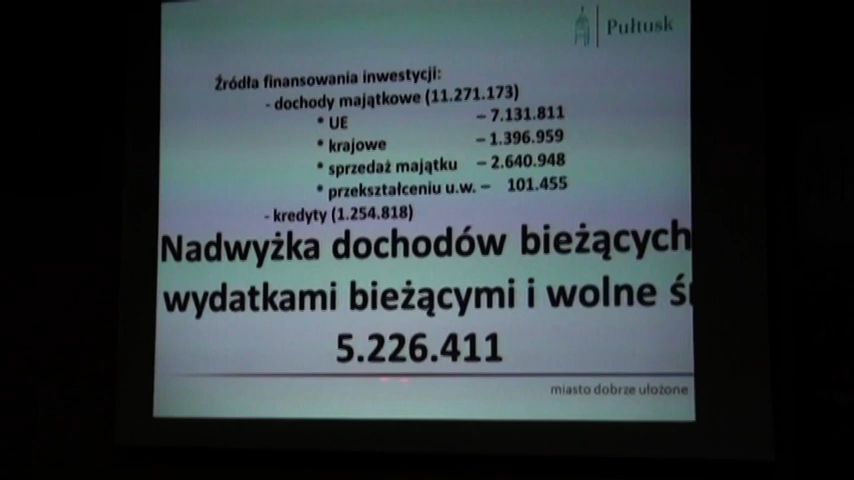 Pułtusk
Źródła finansowania inwestycji:
- dochody majątkowe (11.271.173)
* UE – 7.131.811
* krajowe – 1.396.959
* sprzedaż majątku – 2.640.948
* przekształceniu u.w. – 101.455
- kredyty (1.254.818)
Nadwyżka dochodów bieżących
wydatkami bieżącymi i wolne
5.226.411
miasto dobrze ułożone